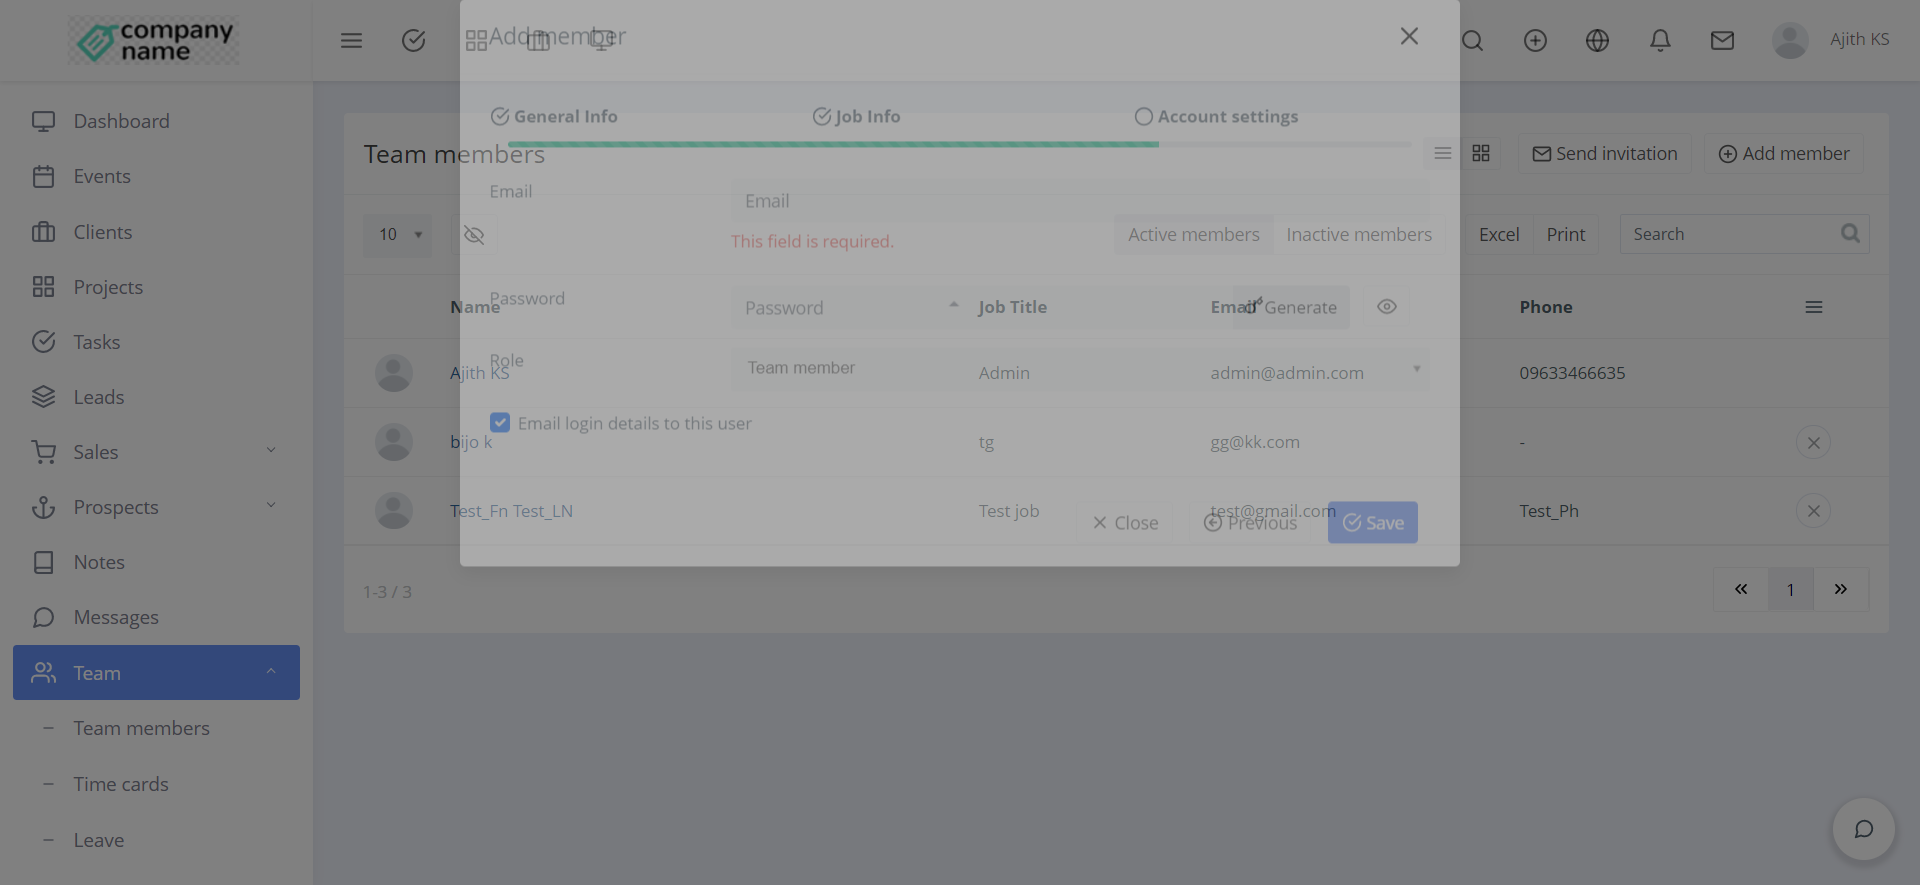 company
name
Ajith KS
Dashboard
Events
Clients
Projects
Tasks
Leads
Sales
Prospects
Notes
Messages
Team
Team members
Time cards
Leave
Add member
General Info
Job Info
Account settings
Team members
Send invitation
Add member
Email
Email
This field is required.
10
Active members
Inactive members
Excel
Print
Search
Password
Password
Generate
Name
Job Title
Email
Phone
Role
Team member
Ajith KS
Admin
admin@admin.com
09633466635
Email login details to this user
bijo k
tg
gg@kk.com
-
Test_Fn Test_LN
Test job
test@gmail.com
Test_Ph
Close
Previous
Save
1-3 / 3
1